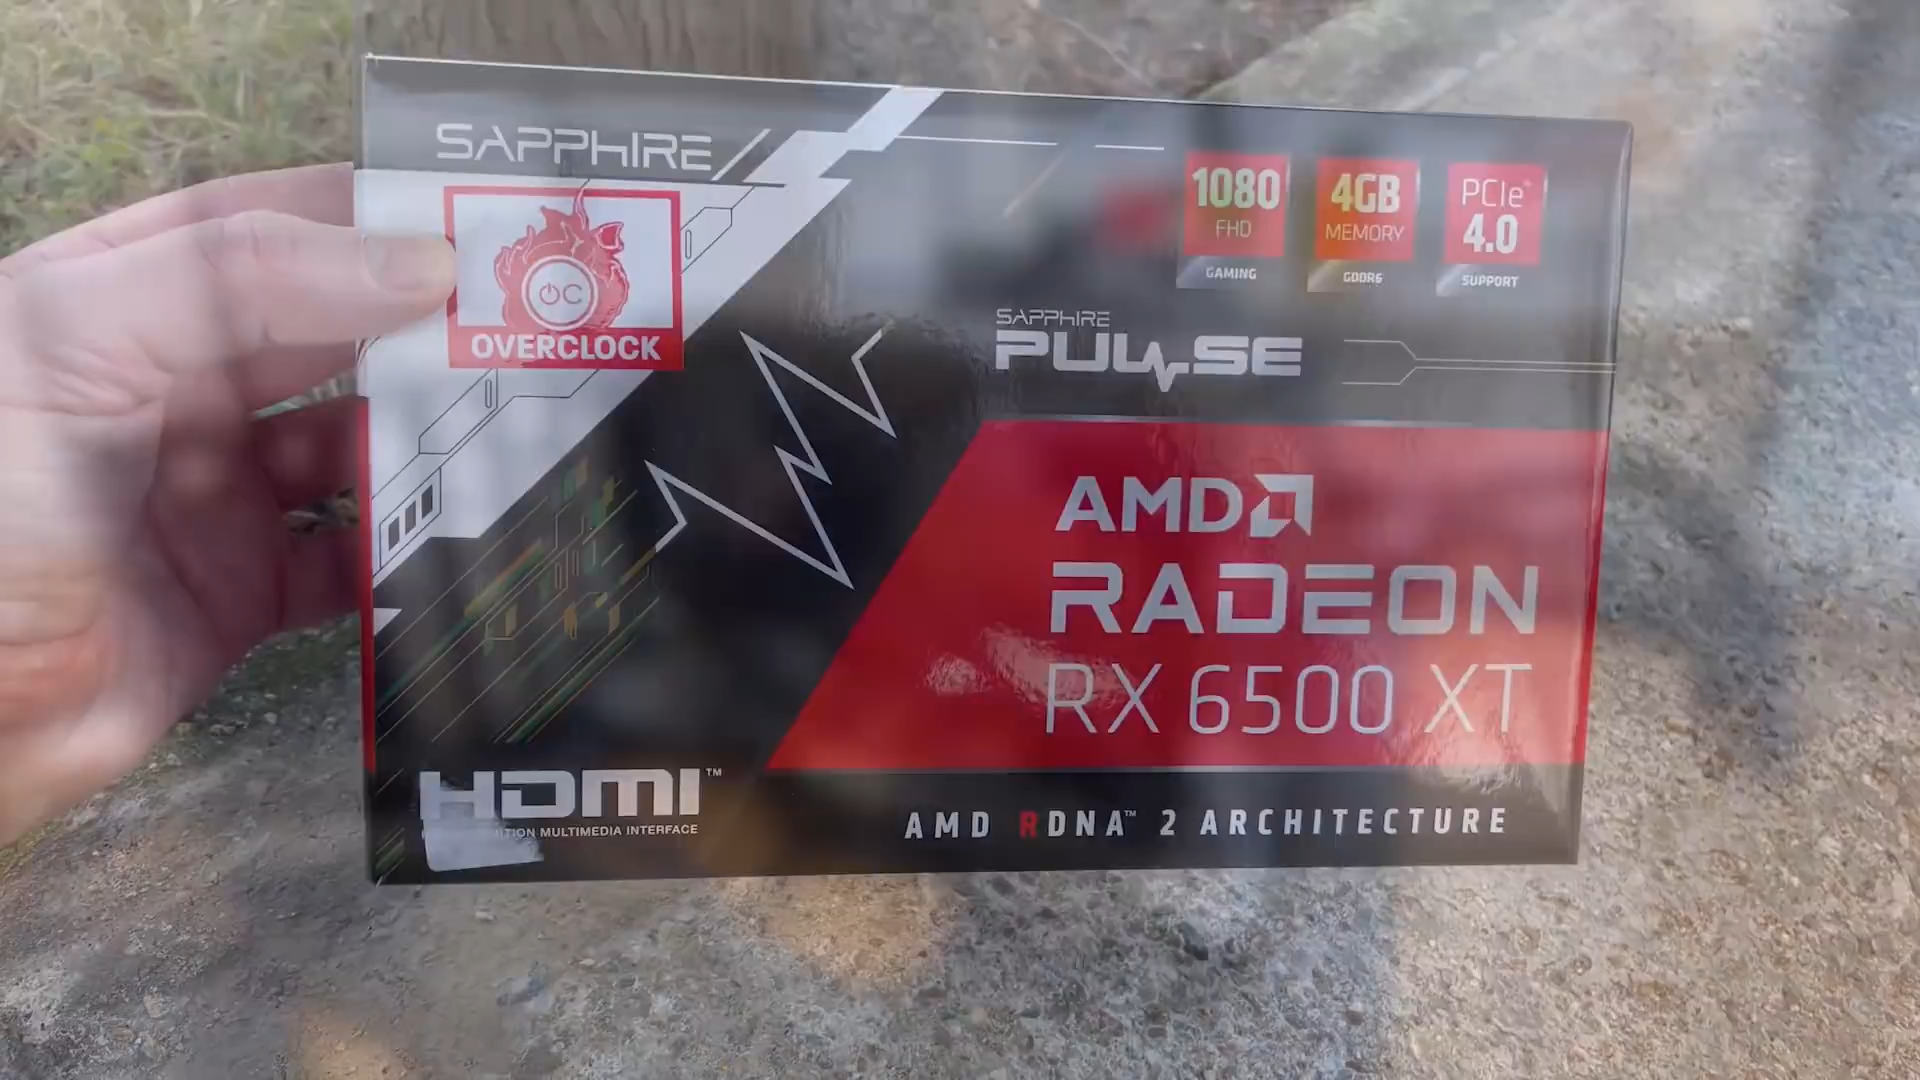 SAPPHIRE
OC
OVERCLOCK
1080
FHD
GAMING
4GB
MEMORY
GDDR6
PCIe®
4.0
SUPPORT
SAPPHIRE
PULSE
AMD
RADEON
RX 6500 XT
HDMI™
MULTIMEDIA INTERFACE
AMD RDNA™ 2 ARCHITECTURE